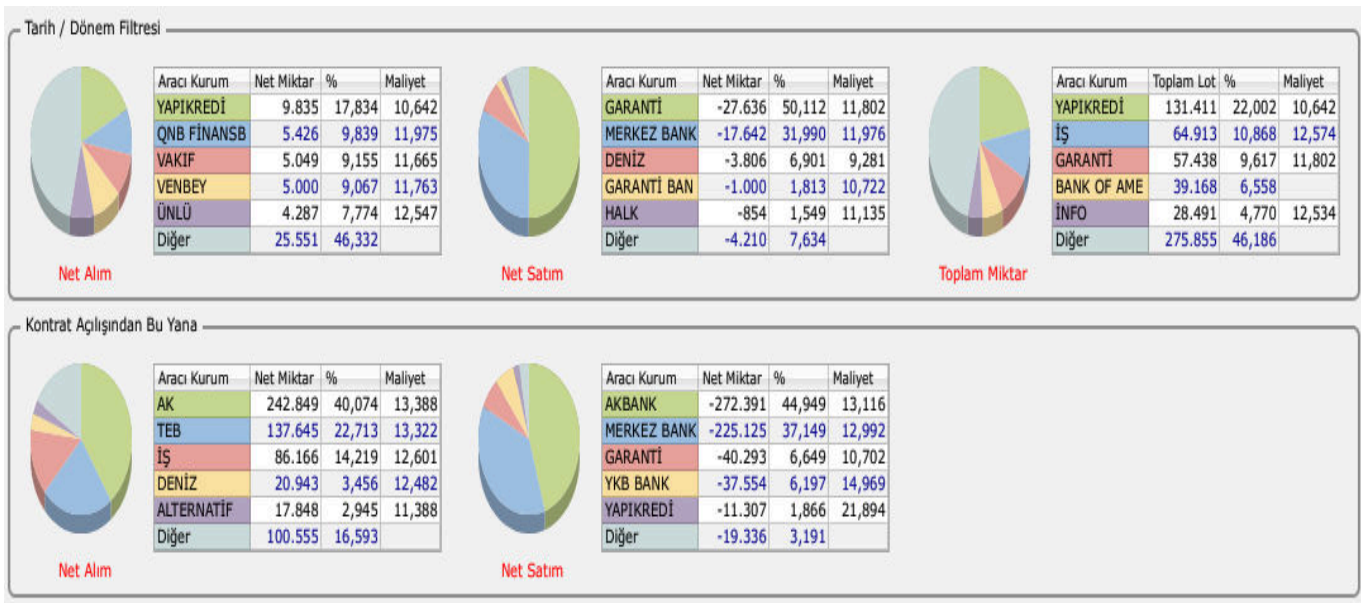 Tarih / Dönem Filtresi
Aracı Kurum Net Miktar % Maliyet
YAPIKREDİ 9.835 17,834 10,642
QNB FİNANSB 5.426 9,839 11,975
VAKIF 5.049 9,155 11,665
VENBEY 5.000 9,067 11,763
ÜNLÜ 4.287 7,774 12,547
Diğer 25.551 46,332
Net Alım
Aracı Kurum Net Miktar % Maliyet
GARANTİ -27.636 50,112 11,802
MERKEZ BANK -17.642 31,990 11,976
DENİZ -3.806 6,901 9,281
GARANTİ BAN -1.000 1,813 10,722
HALK -854 1,549 11,135
Diğer -4.210 7,634
Net Satım
Aracı Kurum Toplam Lot % Maliyet
YAPIKREDİ 131.411 22,002 10,642
İŞ 64.913 10,868 12,574
GARANTİ 57.438 9,617 11,802
BANK OF AME 39.168 6,558
İNFO 28.491 4,770 12,534
Diğer 275.855 46,186
Toplam Miktar
Kontrat Açılışından Bu Yana
Aracı Kurum Net Miktar % Maliyet
AK 242.849 40,074 13,388
TEB 137.645 22,713 13,322
İŞ 86.166 14,219 12,601
DENİZ 20.943 3,456 12,482
ALTERNATİF 17.848 2,945 11,388
Diğer 100.555 16,593
Net Alım
Aracı Kurum Net Miktar % Maliyet
AKBANK -272.391 44,949 13,116
MERKEZ BANK -225.125 37,149 12,992
GARANTİ -40.293 6,649 10,702
YKB BANK -37.554 6,197 14,969
YAPIKREDİ -11.307 1,866 21,894
Diğer -19.336 3,191
Net Satım